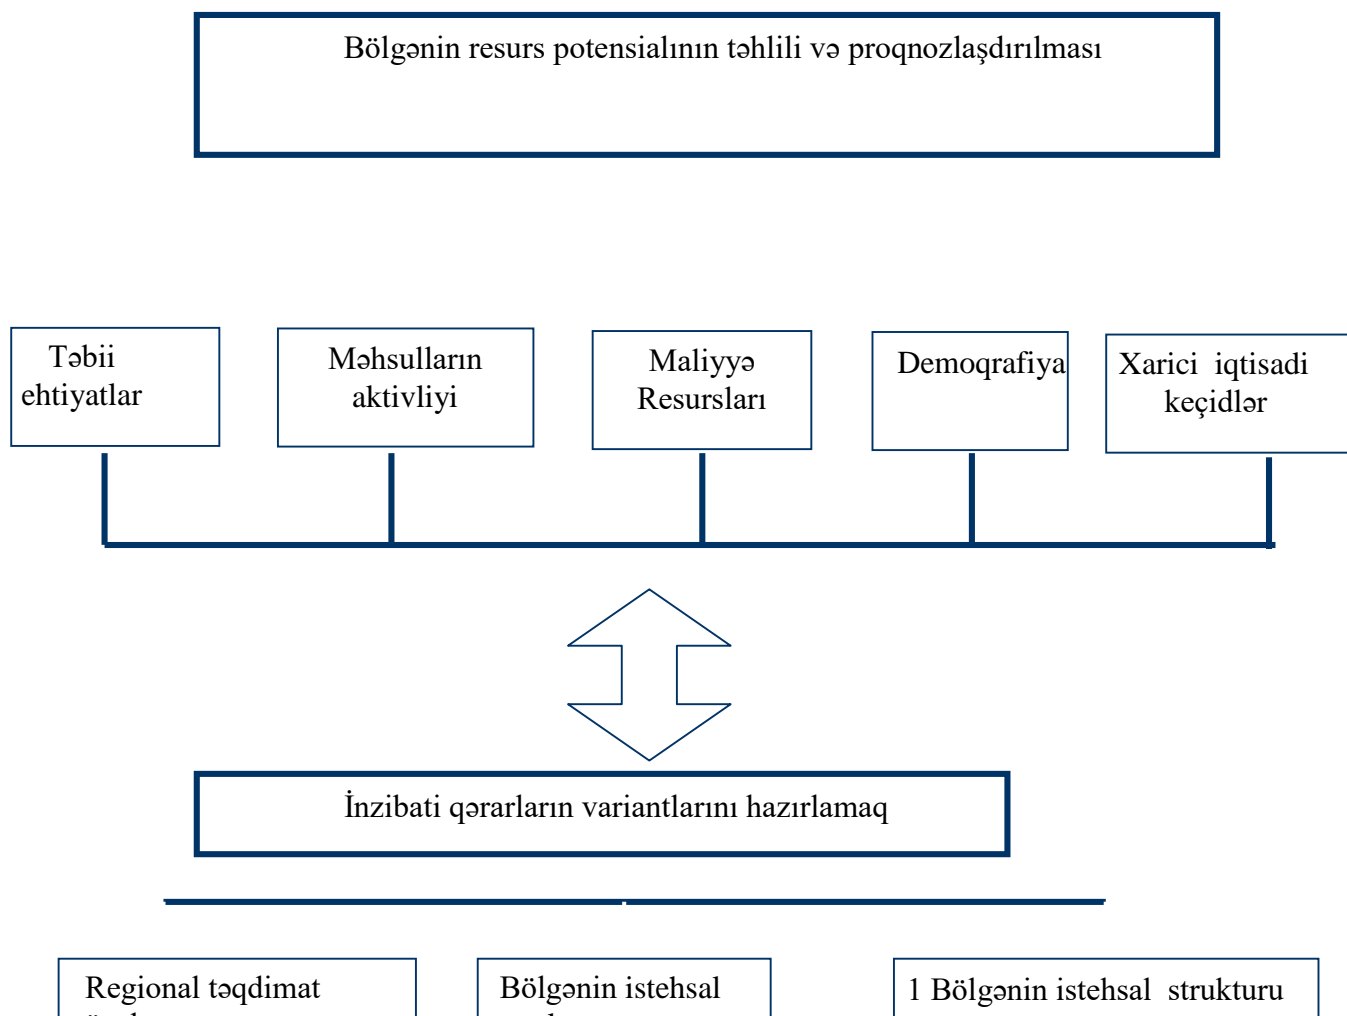 Bölgənin resurs potensialının təhlili və proqnozlaşdırılması
Təbii
ehtiyatlar
Məhsulların
aktivliyi
Maliyyə
Resursları
Demoqrafiya
Xarici iqtisadi
keçidlər
İnzibati qərarların variantlarını hazırlamaq
Regional təqdimat
Bölgənin istehsal
1 Bölgənin istehsal strukturu